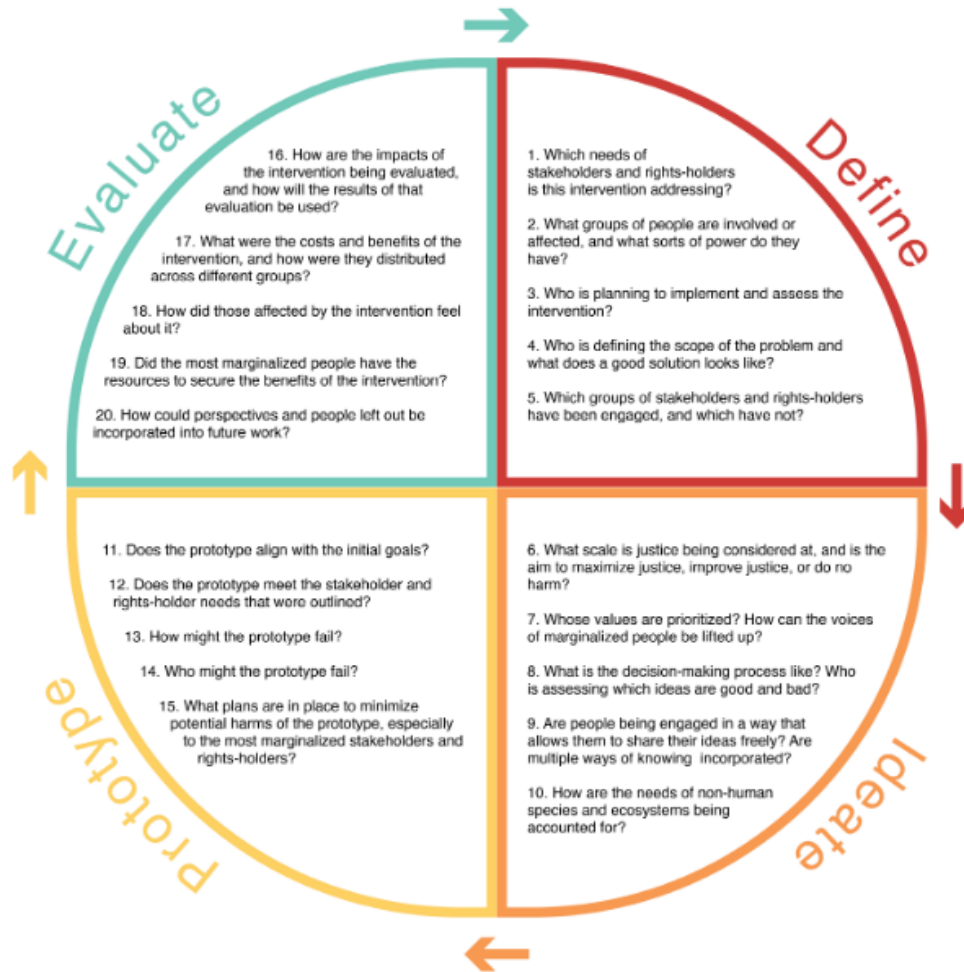 Define
1. Which needs of
stakeholders and rights-holders
is this intervention addressing?
2. What groups of people are involved or
affected, and what sorts of power do they
have?
3. Who is planning to implement and assess the
intervention?
4. Who is defining the scope of the problem and
what does a good solution looks like?
5. Which groups of stakeholders and rights-holders
have been engaged, and which have not?
Ideate
6. What scale is justice being considered at, and is the
aim to maximize justice, improve justice, or do no
harm?
7. Whose values are prioritized? How can the voices
of marginalized people be lifted up?
8. What is the decision-making process like? Who
is assessing which ideas are good and bad?
9. Are people being engaged in a way that
allows them to share their ideas freely? Are
multiple ways of knowing incorporated?
10. How are the needs of non-human
species and ecosystems being
accounted for?
Prototype
11. Does the prototype align with the initial goals?
12. Does the prototype meet the stakeholder and
rights-holder needs that were outlined?
13. How might the prototype fail?
14. Who might the prototype fail?
15. What plans are in place to minimize
potential harms of the prototype, especially
to the most marginalized stakeholders and
rights-holders?
Evaluate
16. How are the impacts of
the intervention being evaluated,
and how will the results of that
evaluation be used?
17. What were the costs and benefits of the
intervention, and how were they distributed
across different groups?
18. How did those affected by the intervention feel
about it?
19. Did the most marginalized people have the
resources to secure the benefits of the intervention?
20. How could perspectives and people left out be
incorporated into future work?